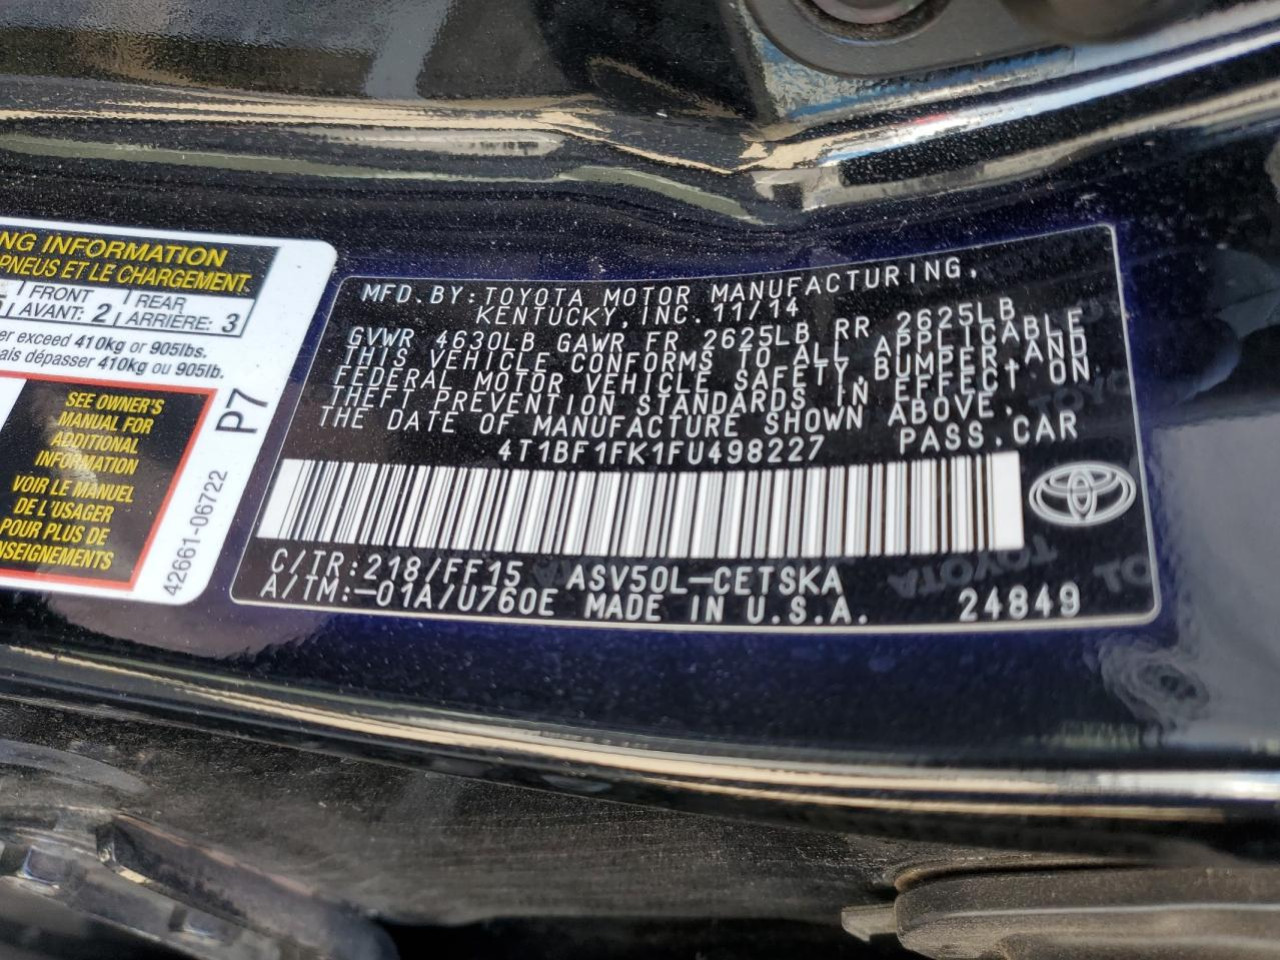 NG INFORMATION
PNEUS ET LE CHARGEMENT
FRONT
AVANT: 2
REAR
ARRIÈRE: 3
er exceed 410kg or 905lbs.
ais dépasser 410kg ou 905lb.
SEE OWNER'S
MANUAL FOR
ADDITIONAL
INFORMATION
VOIR LE MANUEL
DE L'USAGER
POUR PLUS DE
NSEIGNEMENTS
P7
42661-06722
MFD. BY: TOYOTA MOTOR MANUFACTURING,
KENTUCKY, INC. 11/14
GVWR 4630LB GAWR FR 2625LB RR 2625LB
THIS VEHICLE CONFORMS TO ALL APPLICABLE
FEDERAL MOTOR VEHICLE SAFETY, BUMPER, AND
THEFT PREVENTION STANDARDS IN EFFECT ON
THE DATE OF MANUFACTURE SHOWN ABOVE.
4T1BF1FK1FU498227 PASS. CAR
C/TR: 218/FF15 ASV50L-CETSKA
A/TM: -01A/U760E MADE IN U.S.A. 24849
TOYOTA